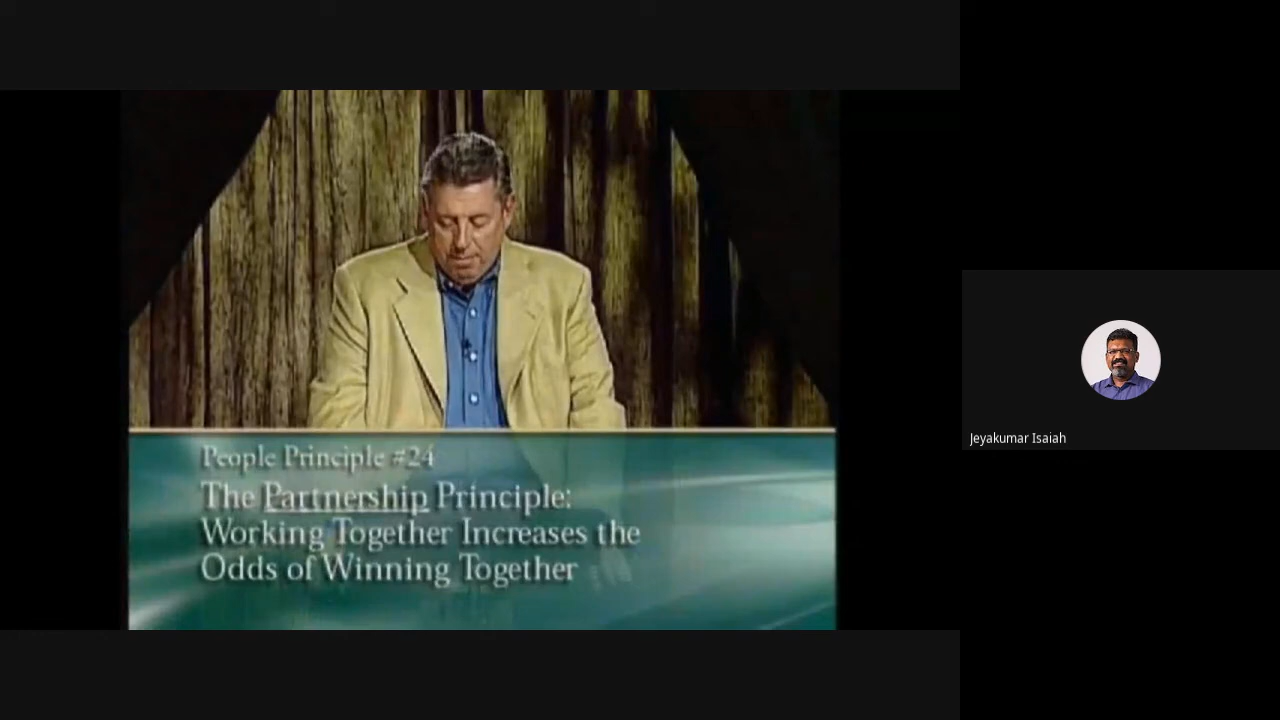 People Principle #24
The Partnership Principle:
Working Together Increases the
Odds of Winning Together
Jeyakumar Isaiah